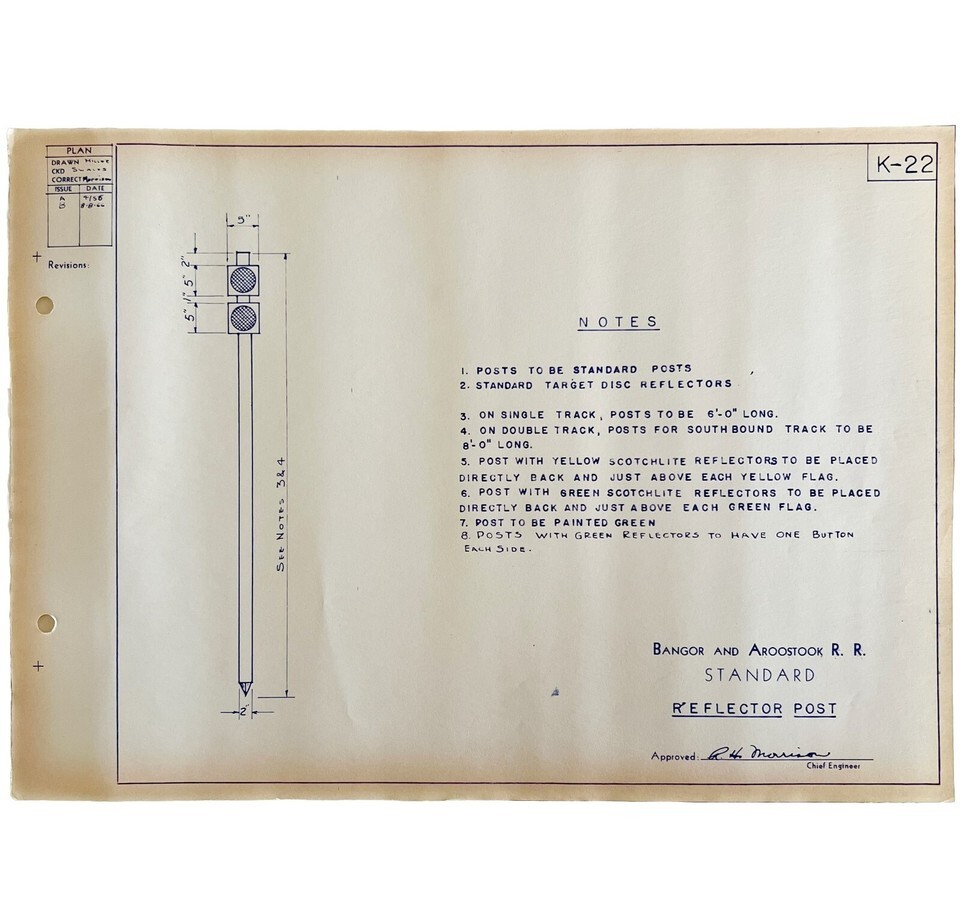 PLAN
DRAWN
CKD
CORRECT Morrison
ISSUE DATE
A
B 8-8-66
Revisions:
K-22
5"
2"
5"
1"
5"
SEE NOTES 3 & 4
2"
NOTES
1. POSTS TO BE STANDARD POSTS
2. STANDARD TARGET DISC REFLECTORS
3. ON SINGLE TRACK, POSTS TO BE 6'-0" LONG.
4. ON DOUBLE TRACK, POSTS FOR SOUTHBOUND TRACK TO BE
8'-0" LONG.
5. POST WITH YELLOW SCOTCHLITE REFLECTORS TO BE PLACED
DIRECTLY BACK AND JUST ABOVE EACH YELLOW FLAG.
6. POST WITH GREEN SCOTCHLITE REFLECTORS TO BE PLACED
DIRECTLY BACK AND JUST ABOVE EACH GREEN FLAG.
7. POST TO BE PAINTED GREEN
8. POSTS WITH GREEN REFLECTORS TO HAVE ONE BUTTON
EACH SIDE.
BANGOR AND AROOSTOOK R. R.
STANDARD
REFLECTOR POST
Approved: R. H. Morrison
Chief Engineer